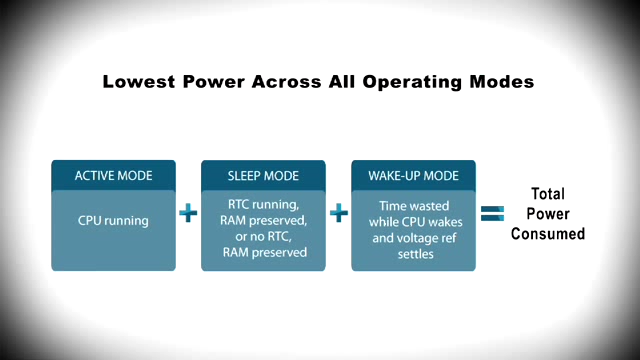 Lowest Power Across All Operating Modes
ACTIVE MODE
CPU running
+
SLEEP MODE
RTC running,
RAM preserved,
or no RTC,
RAM preserved
+
WAKE-UP MODE
Time wasted
while CPU wakes
and voltage ref
settles
=
Total
Power
Consumed